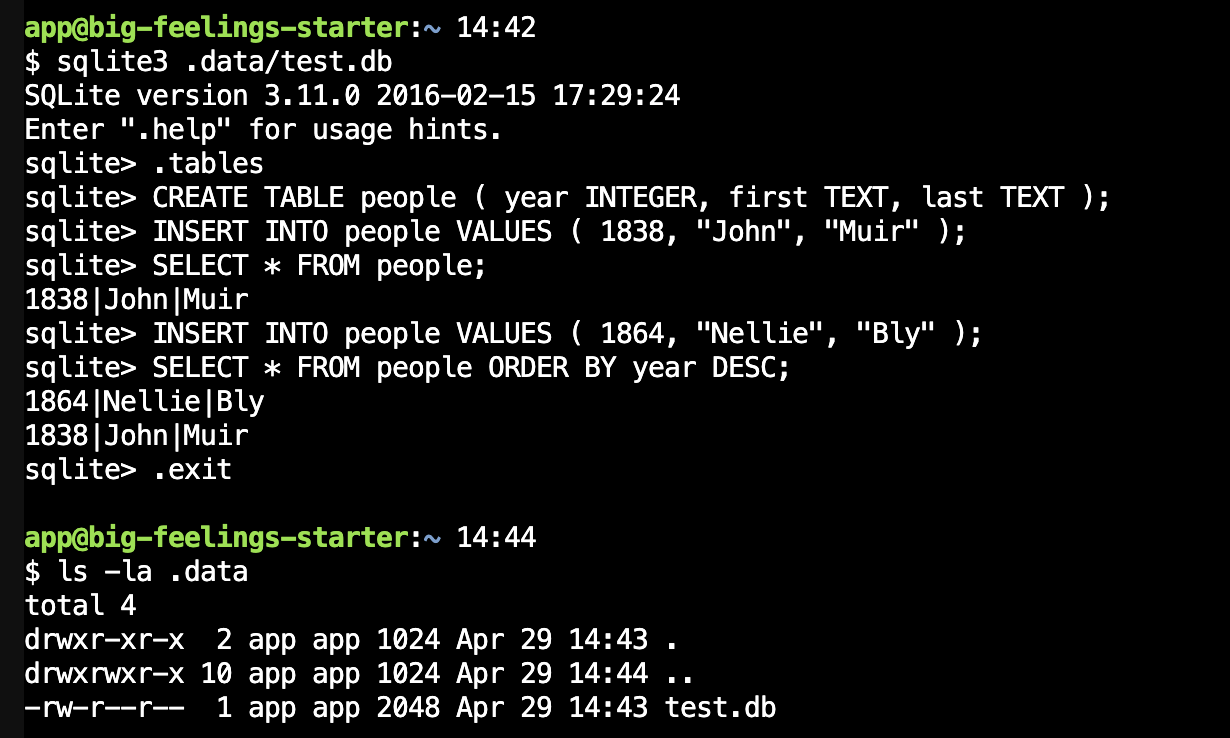 app@big-feelings-starter:~ 14:42
$ sqlite3 .data/test.db
SQLite version 3.11.0 2016-02-15 17:29:24
Enter ".help" for usage hints.
sqlite> .tables
sqlite> CREATE TABLE people ( year INTEGER, first TEXT, last TEXT );
sqlite> INSERT INTO people VALUES ( 1838, "John", "Muir" );
sqlite> SELECT * FROM people;
1838|John|Muir
sqlite> INSERT INTO people VALUES ( 1864, "Nellie", "Bly" );
sqlite> SELECT * FROM people ORDER BY year DESC;
1864|Nellie|Bly
1838|John|Muir
sqlite> .exit
app@big-feelings-starter:~ 14:44
$ ls -la .data
total 4
drwxr-xr-x  2 app app 1024 Apr 29 14:43 .
drwxrwxr-x 10 app app 1024 Apr 29 14:44 ..
-rw-r--r--  1 app app 2048 Apr 29 14:43 test.db